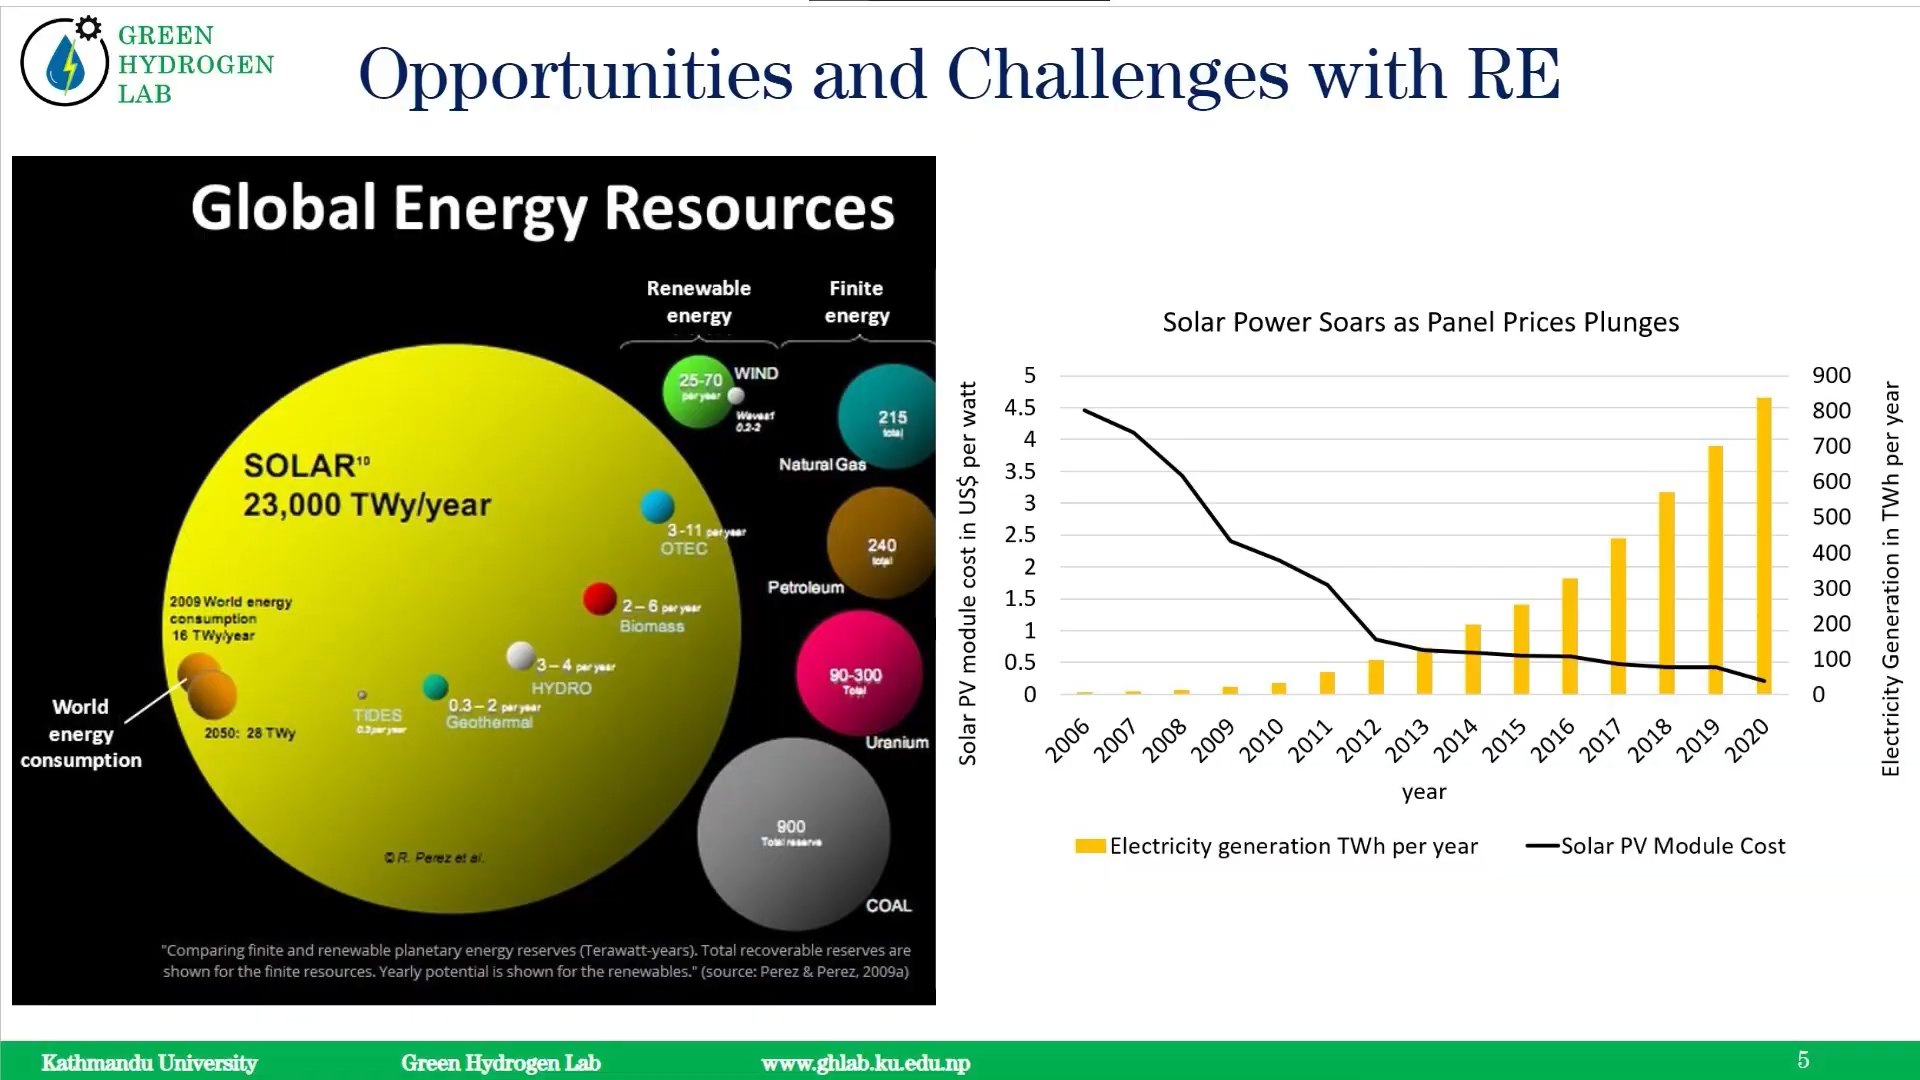 GREEN
HYDROGEN
LAB
Opportunities and Challenges with RE
Global Energy Resources
Renewable
energy
Finite
energy
25-70
per year
WIND
Waves1
0.2-2
215
total
Natural Gas
SOLAR10
23,000 TWy/year
3 -11 per year
OTEC
240
total
Petroleum
2009 World energy
consumption
16 TWy/year
2 – 6 per year
Biomass
3 – 4 per year
HYDRO
90-300
Total
Uranium
TIDES
0.3 per year
0.3 – 2 per year
Geothermal
World
energy
consumption
2050: 28 TWy
900
Total reserve
COAL
© R. Perez et al.
"Comparing finite and renewable planetary energy reserves (Terawatt-years). Total recoverable reserves are
shown for the finite resources. Yearly potential is shown for the renewables." (source: Perez & Perez, 2009a)
Solar Power Soars as Panel Prices Plunges
Solar PV module cost in US$ per watt
5
4.5
4
3.5
3
2.5
2
1.5
1
0.5
0
900
800
700
600
500
400
300
200
100
0
Electricity Generation in TWh per year
2006
2007
2008
2009
2010
2011
2012
2013
2014
2015
2016
2017
2018
2019
2020
year
Electricity generation TWh per year
Solar PV Module Cost
Kathmandu University
Green Hydrogen Lab
www.ghlab.ku.edu.np
5